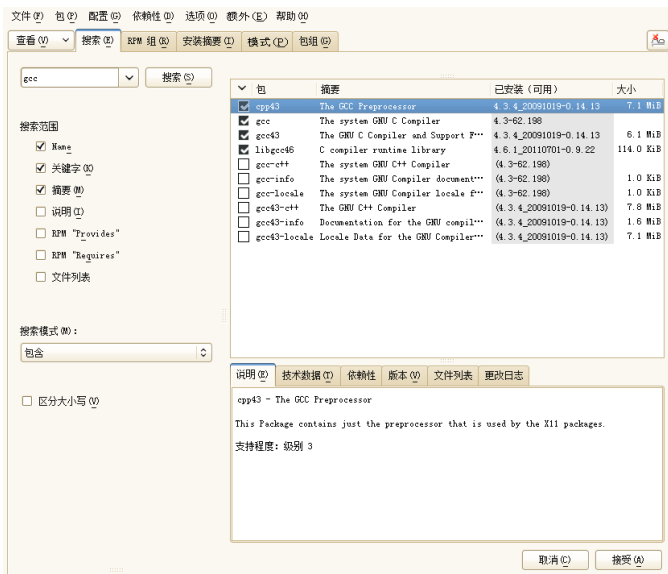 文件(F) 包(P) 配置(G) 依赖性(D) 选项(O) 额外(E) 帮助(H)
查看(V) 搜索(E) RPM 组(R) 安装摘要(I) 模式(P) 包组(G)
gcc 搜索(S)
搜索范围
Name
关键字(K)
摘要(M)
说明(I)
RPM "Provides"
RPM "Requires"
文件列表
搜索模式(M):
包含
区分大小写(V)
包 摘要 已安装（可用） 大小
cpp43 The GCC Preprocessor 4.3.4_20091019-0.14.13 7.1 MiB
gcc The system GNU C Compiler 4.3-62.198
gcc43 The GNU C Compiler and Support F… 4.3.4_20091019-0.14.13 6.1 MiB
libgcc46 C compiler runtime library 4.6.1_20110701-0.9.22 114.0 KiB
gcc-c++ The system GNU C++ Compiler (4.3-62.198)
gcc-info The system GNU Compiler document… (4.3-62.198) 1.0 KiB
gcc-locale The system GNU Compiler locale f… (4.3-62.198) 1.0 KiB
gcc43-c++ The GNU C++ Compiler (4.3.4_20091019-0.14.13) 7.8 MiB
gcc43-info Documentation for the GNU compil… (4.3.4_20091019-0.14.13) 1.6 MiB
gcc43-locale Locale Data for the GNU Compiler… (4.3.4_20091019-0.14.13) 7.1 MiB
说明(E) 技术数据(T) 依赖性 版本(V) 文件列表 更改日志
cpp43 - The GCC Preprocessor
This Package contains just the preprocessor that is used by the X11 packages.
支持程度: 级别 3
取消(C) 接受(A)